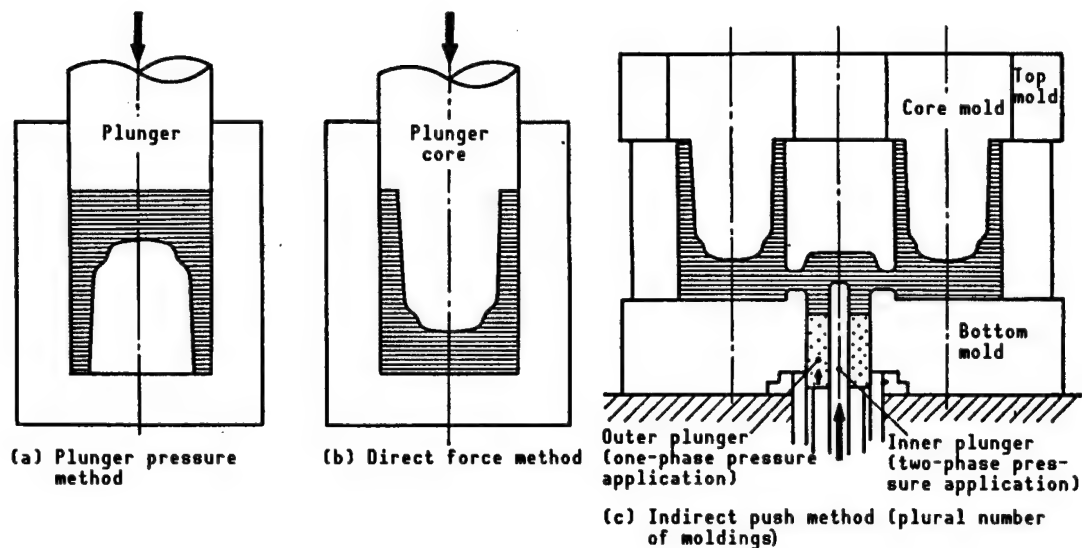 Plunger
(a) Plunger pressure
method
Plunger
core
(b) Direct force method
Top
mold
Core mold
Bottom
mold
Outer plunger
(one-phase pressure
application)
Inner plunger
(two-phase pres-
sure application)
(c) Indirect push method (plural number
of moldings)